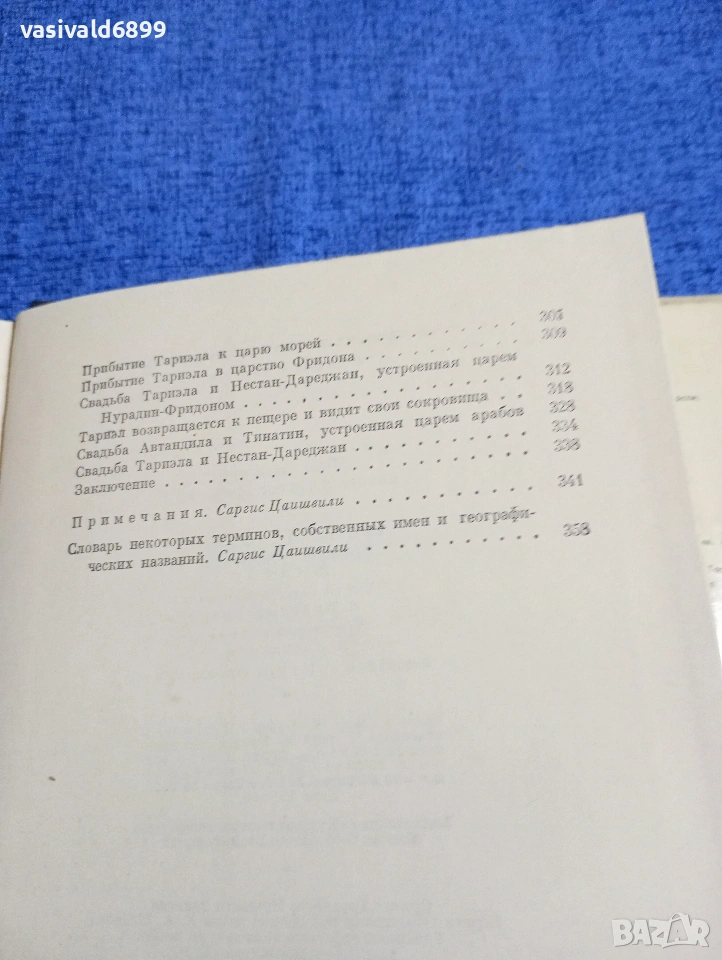 vasivald6899
Прибытие Тариэла к царю морей . . . . . . . . . . . 307
Прибытие Тариэла в царство Фридона . . . . . . . . . 309
Свадьба Тариэла и Нестан-Дареджан, устроенная царем
Нурадин-Фридоном . . . . . . . . . . . . . . . . . 312
Тариэл возвращается к пещере и видит свои сокровища . . 318
Свадьба Автандила и Тинатин, устроенная царем арабов 328
Свадьба Тариэла и Нестан-Дареджан . . . . . . . . . . 334
Заключение . . . . . . . . . . . . . . . . . . . . . 338
Примечания. Саргис Цаишвили . . . . . . . . . . . 341
Словарь некоторых терминов, собственных имен и географи-
ческих названий. Саргис Цаишвили . . . . . . . . . . 358
BAZAR